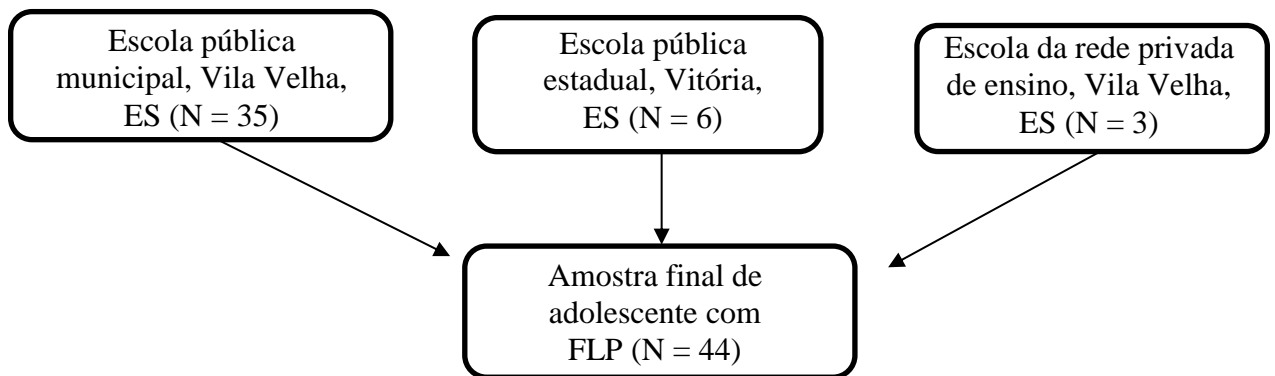 Escola pública
municipal, Vila Velha,
ES (N = 35)
Escola pública
estadual, Vitória,
ES (N = 6)
Escola da rede privada
de ensino, Vila Velha,
ES (N = 3)
Amostra final de
adolescente com
FLP (N = 44)